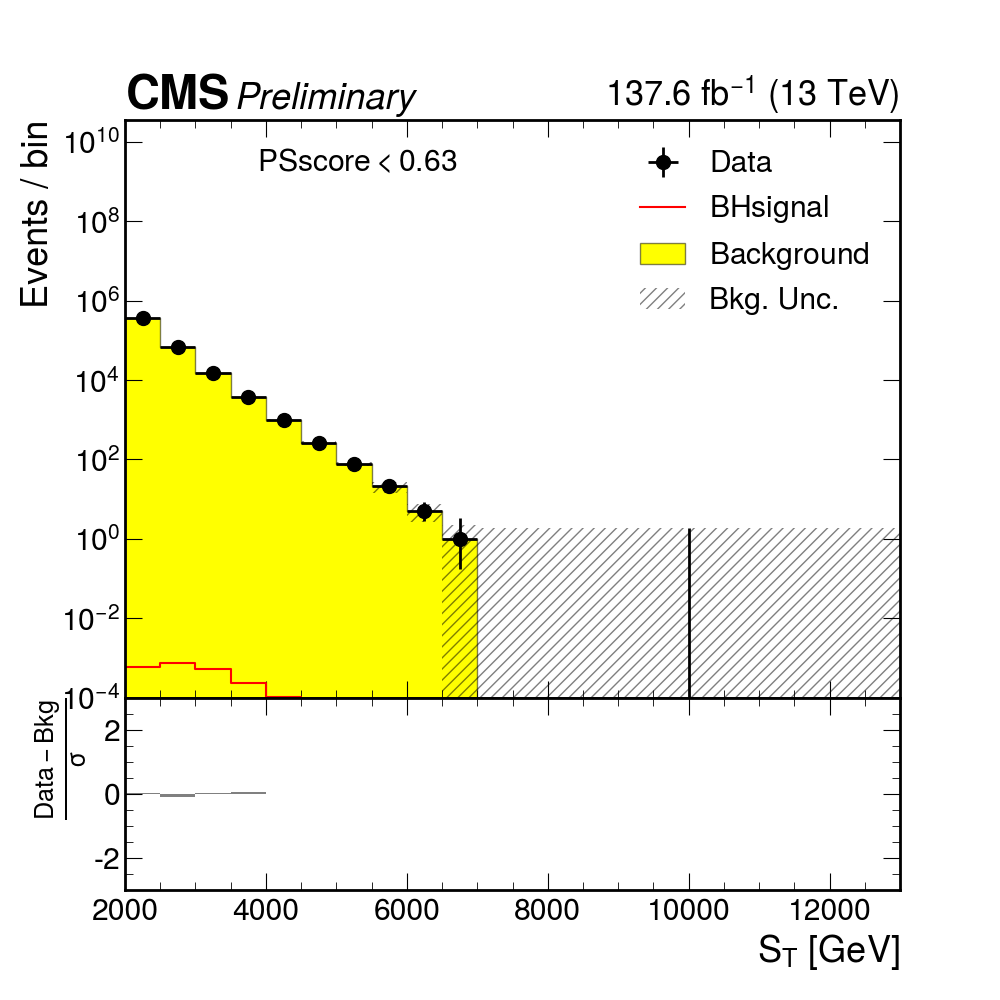 CMS Preliminary 137.6 fb⁻¹ (13 TeV)
Events / bin
10¹⁰
10⁸
10⁶
10⁴
10²
10⁰
10⁻²
10⁻⁴
PSscore < 0.63
Data
BHsignal
Background
Bkg. Unc.
Data – Bkg
σ
2
0
-2
2000 4000 6000 8000 10000 12000
S_T [GeV]